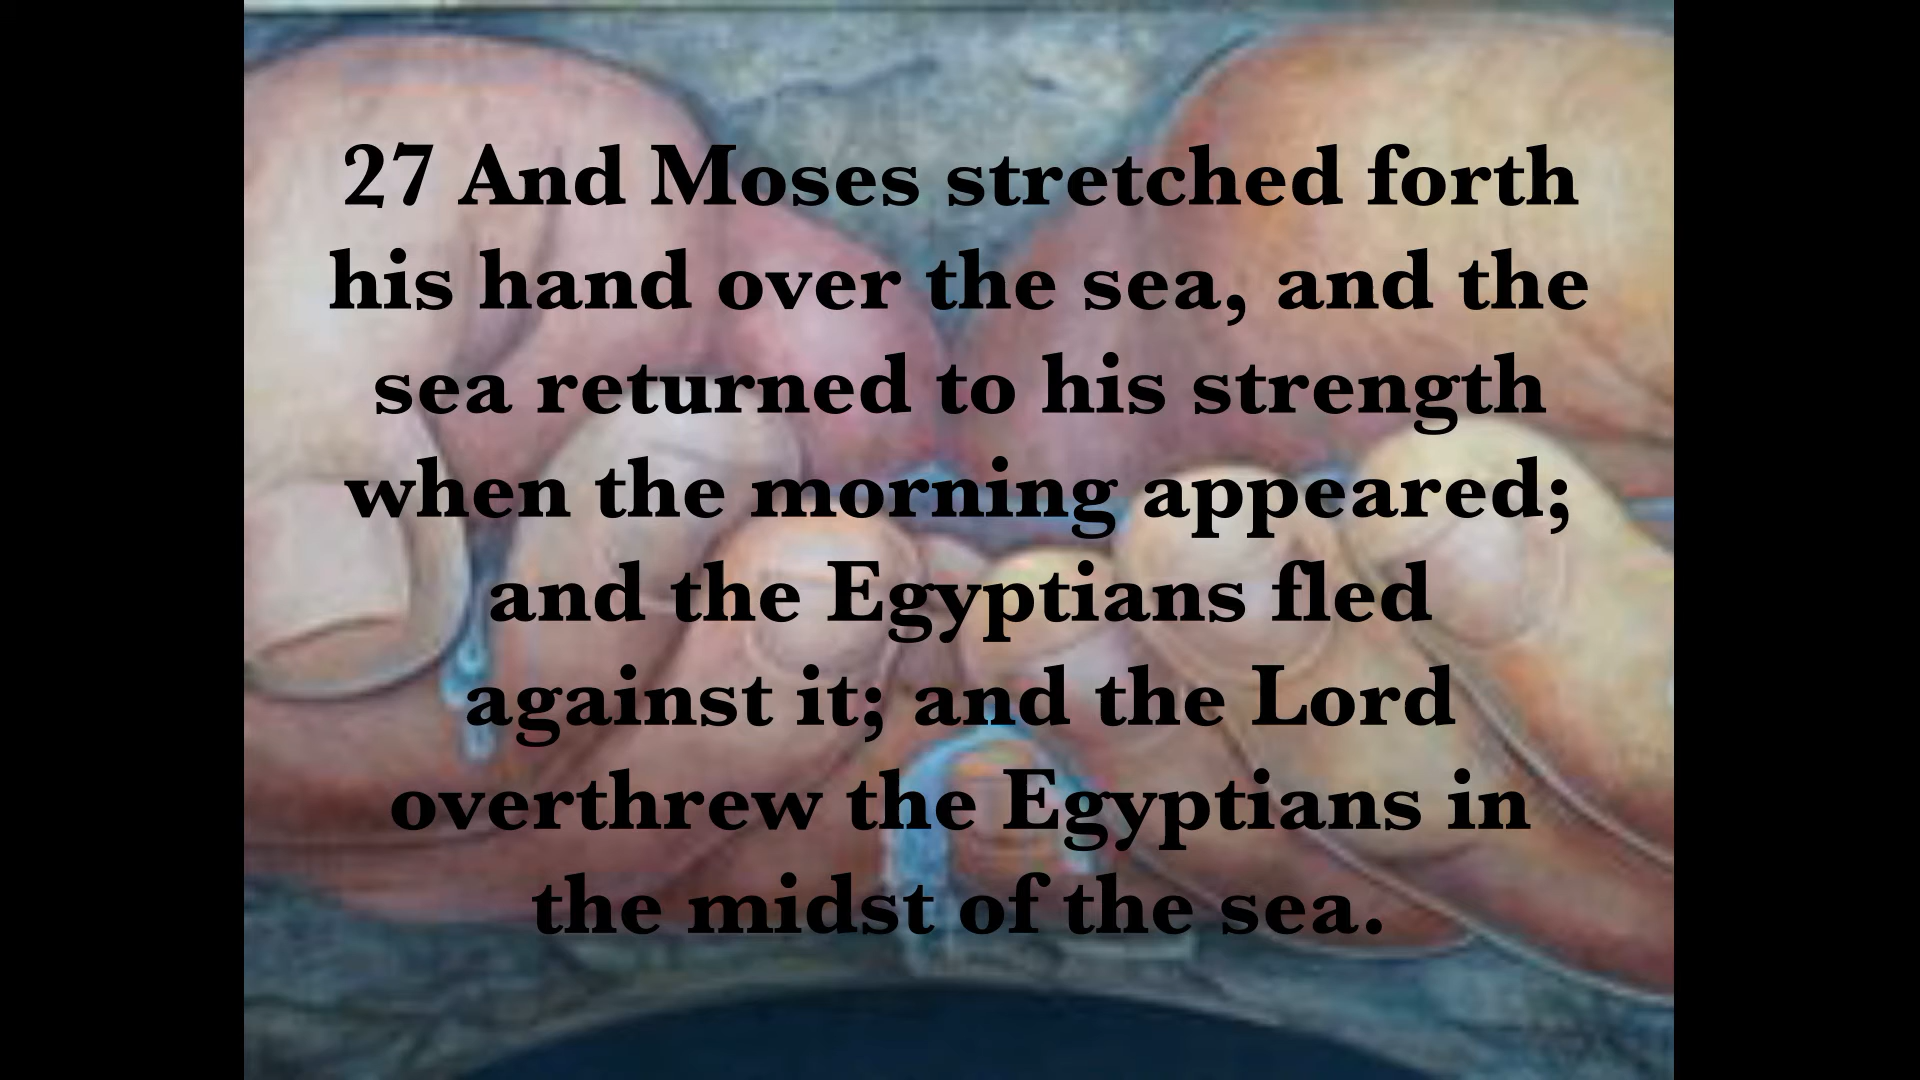 27 And Moses stretched forth
his hand over the sea, and the
sea returned to his strength
when the morning appeared;
and the Egyptians fled
against it; and the Lord
overthrew the Egyptians in
the midst of the sea.